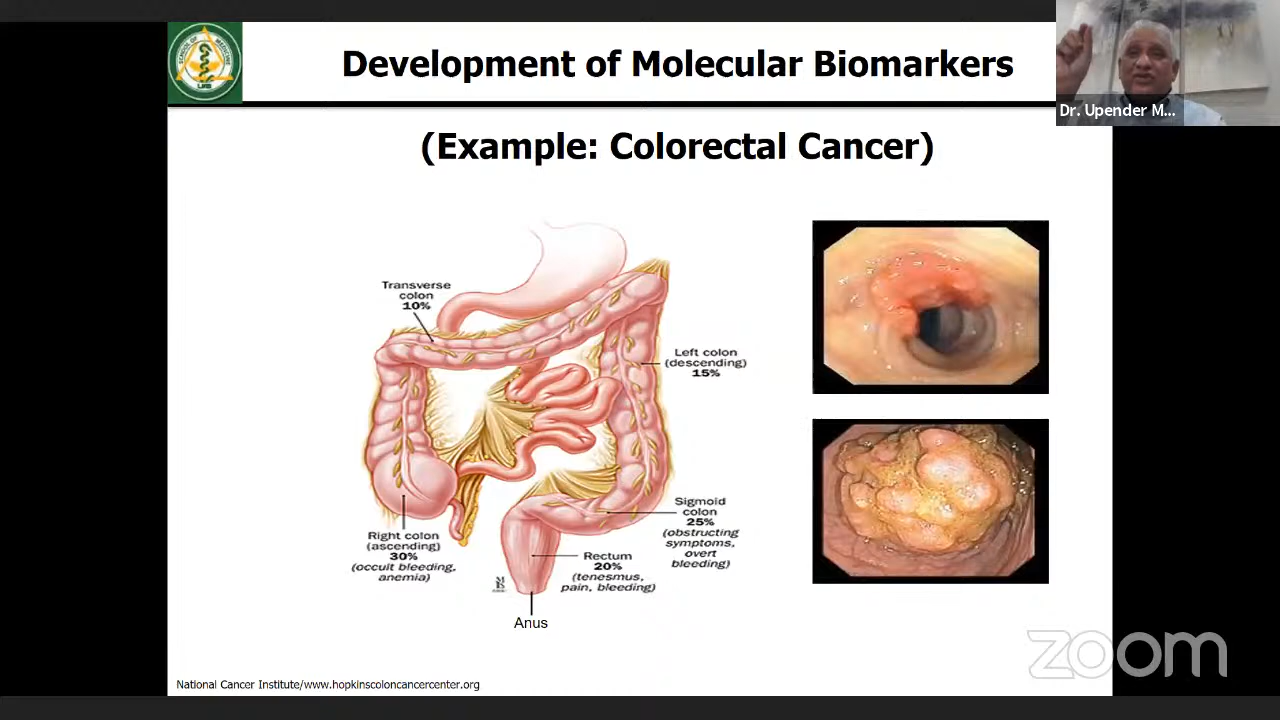 Development of Molecular Biomarkers
Dr. Upender M...
(Example: Colorectal Cancer)
Transverse
colon
10%
Left colon
(descending)
15%
Right colon
(ascending)
30%
(occult bleeding,
anemia)
Sigmoid
colon
25%
(obstructing
symptoms,
overt
bleeding)
Rectum
20%
(tenesmus,
pain, bleeding)
Anus
zoom
National Cancer Institute/www.hopkinscoloncancercenter.org